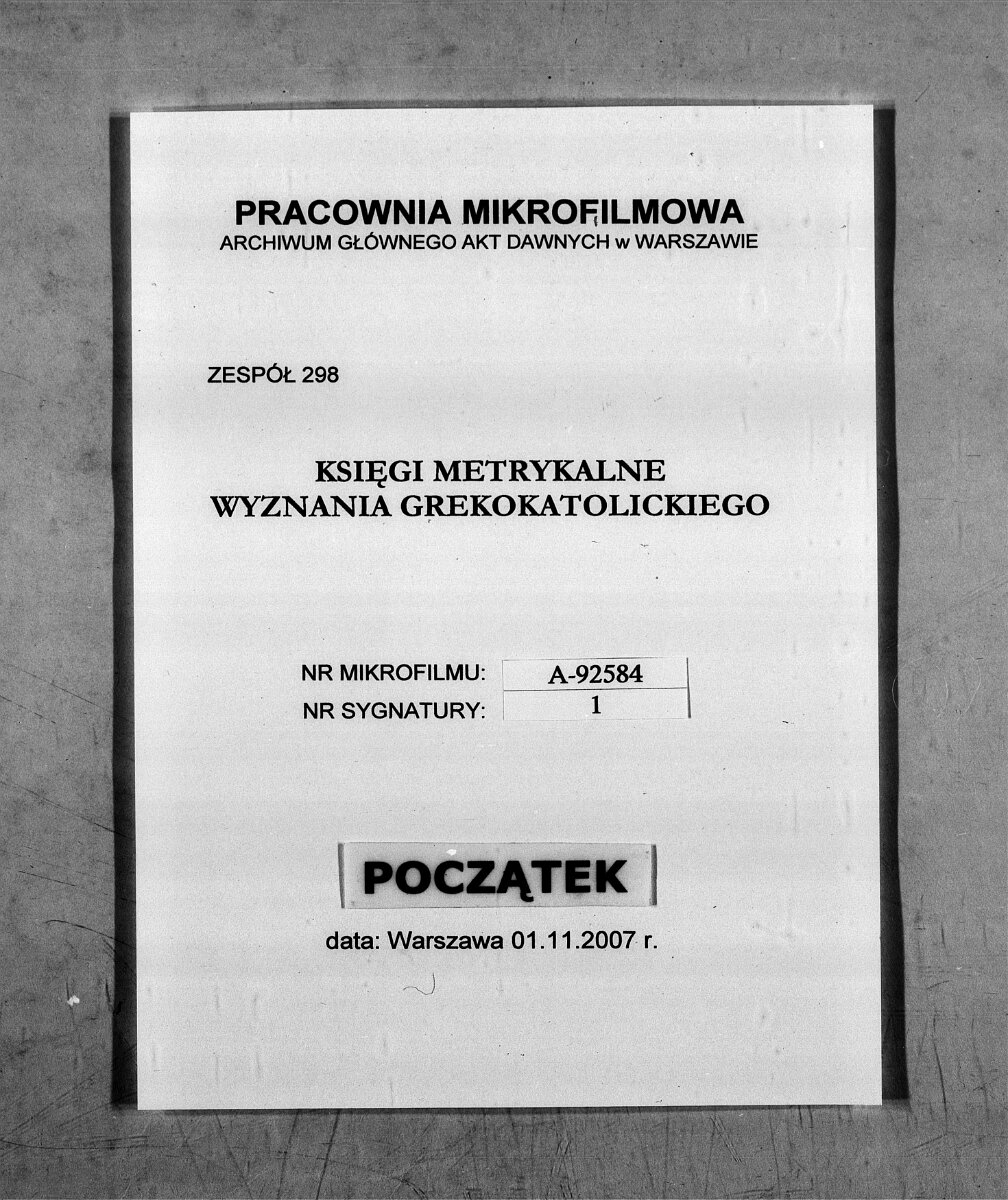 PRACOWNIA MIKROFILMOWA
ARCHIWUM GŁÓWNEGO AKT DAWNYCH w WARSZAWIE
ZESPÓŁ 298
KSIĘGI METRYKALNE
WYZNANIA GREKOKATOLICKIEGO
NR MIKROFILMU: A-92584
NR SYGNATURY: 1
POCZĄTEK
data: Warszawa 01.11.2007 r.